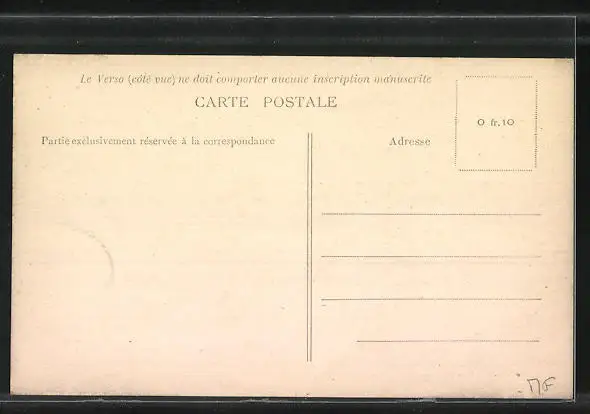 Le Verso (côté vue) ne doit comporter aucune inscription manuscrite
CARTE POSTALE
Partie exclusivement réservée à la correspondance
Adresse
0 fr. 10